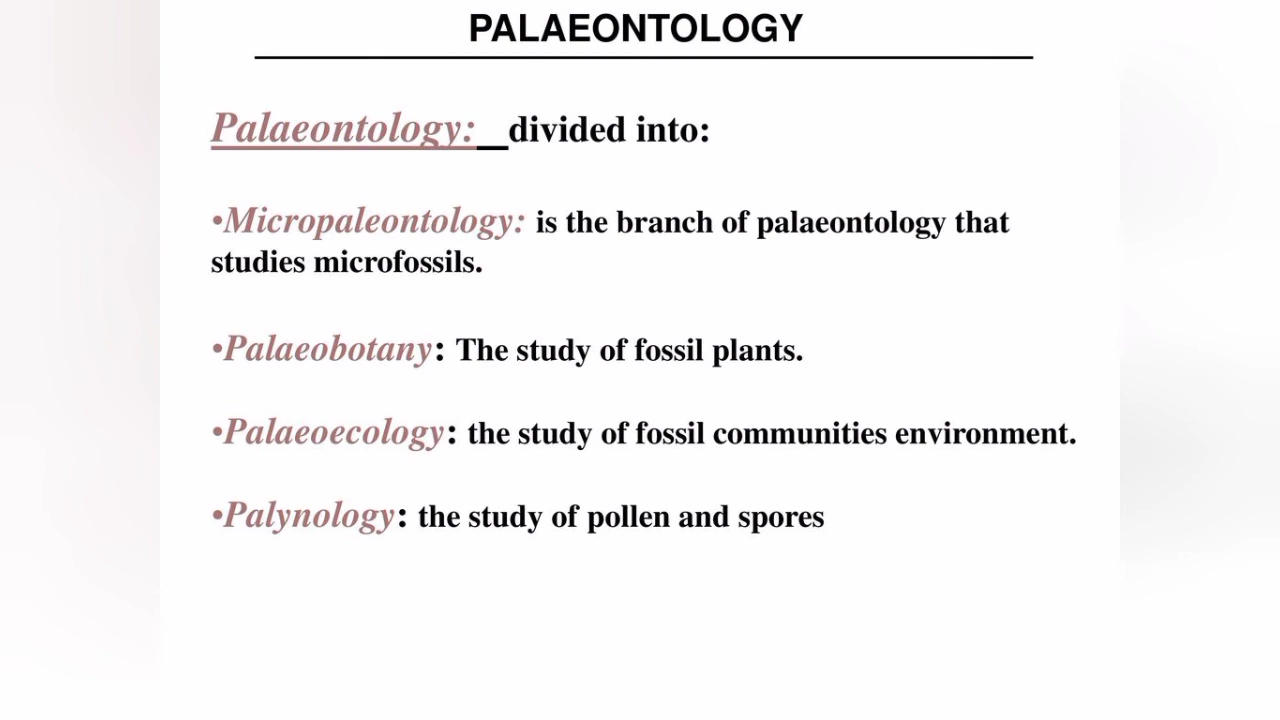 PALAEONTOLOGY
Palaeontology: divided into:
•Micropaleontology: is the branch of palaeontology that
studies microfossils.
•Palaeobotany: The study of fossil plants.
•Palaeoecology: the study of fossil communities environment.
•Palynology: the study of pollen and spores